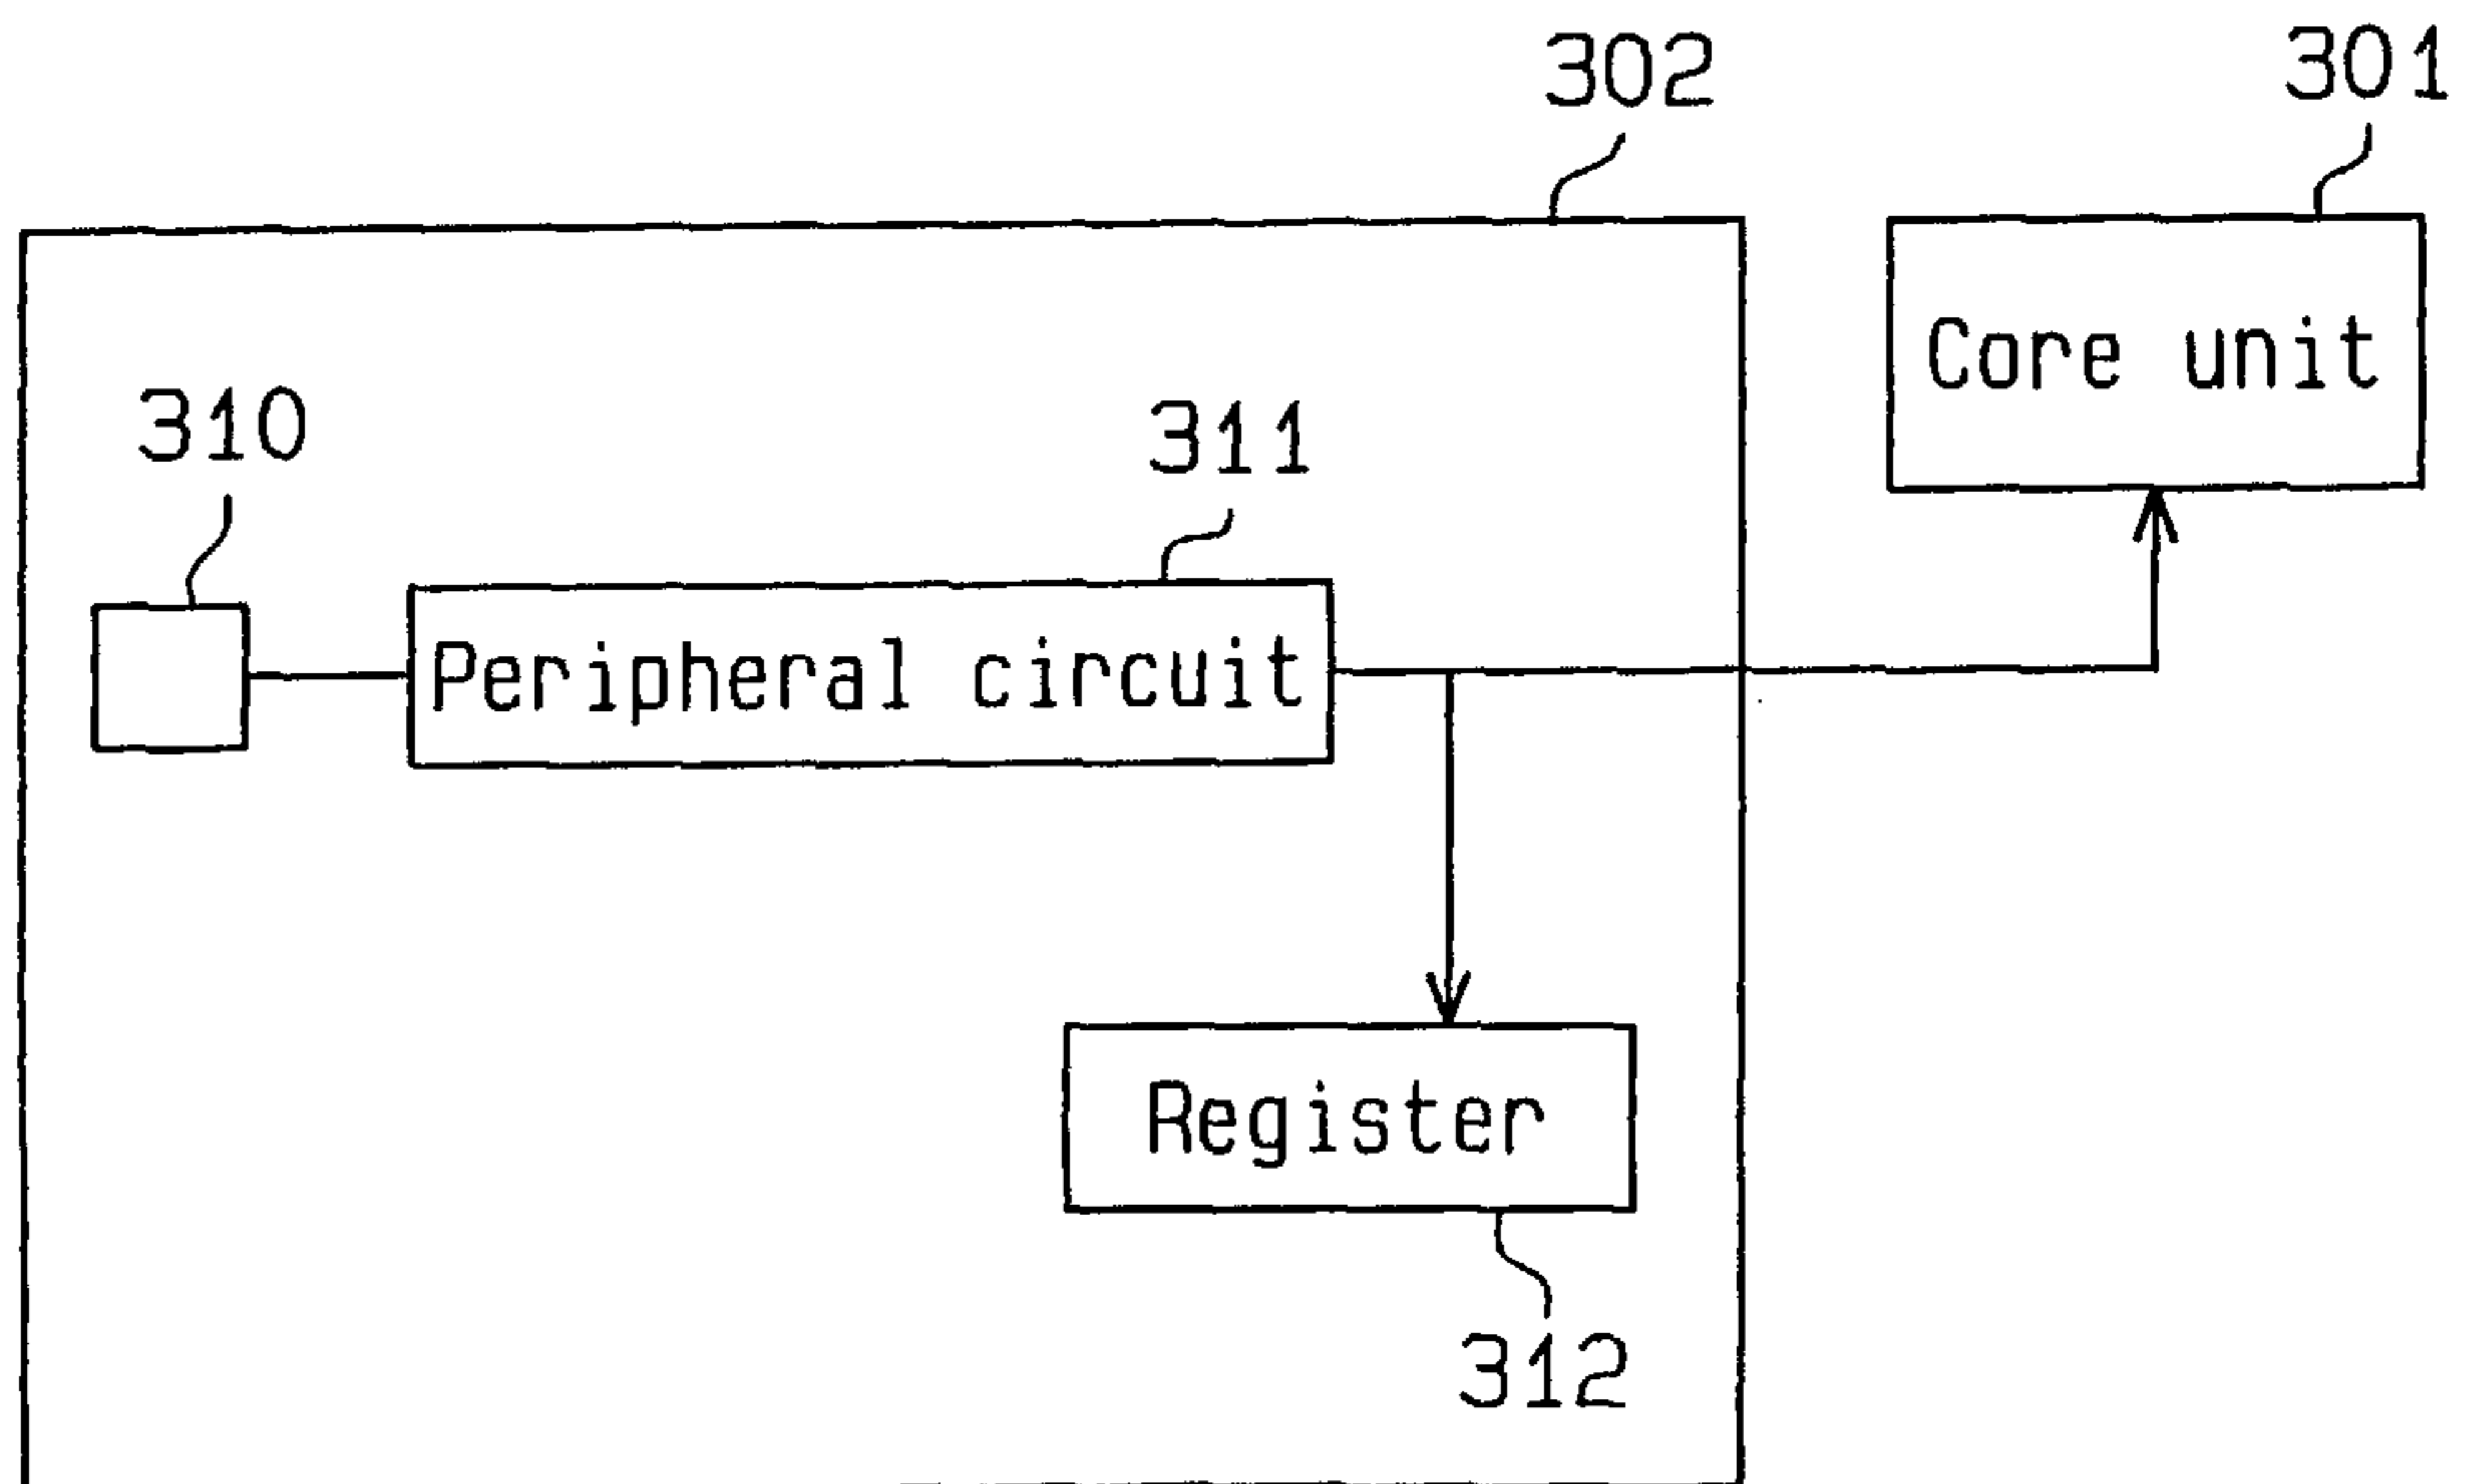 302
301
Core unit
310
311
Peripheral circuit
Register
312